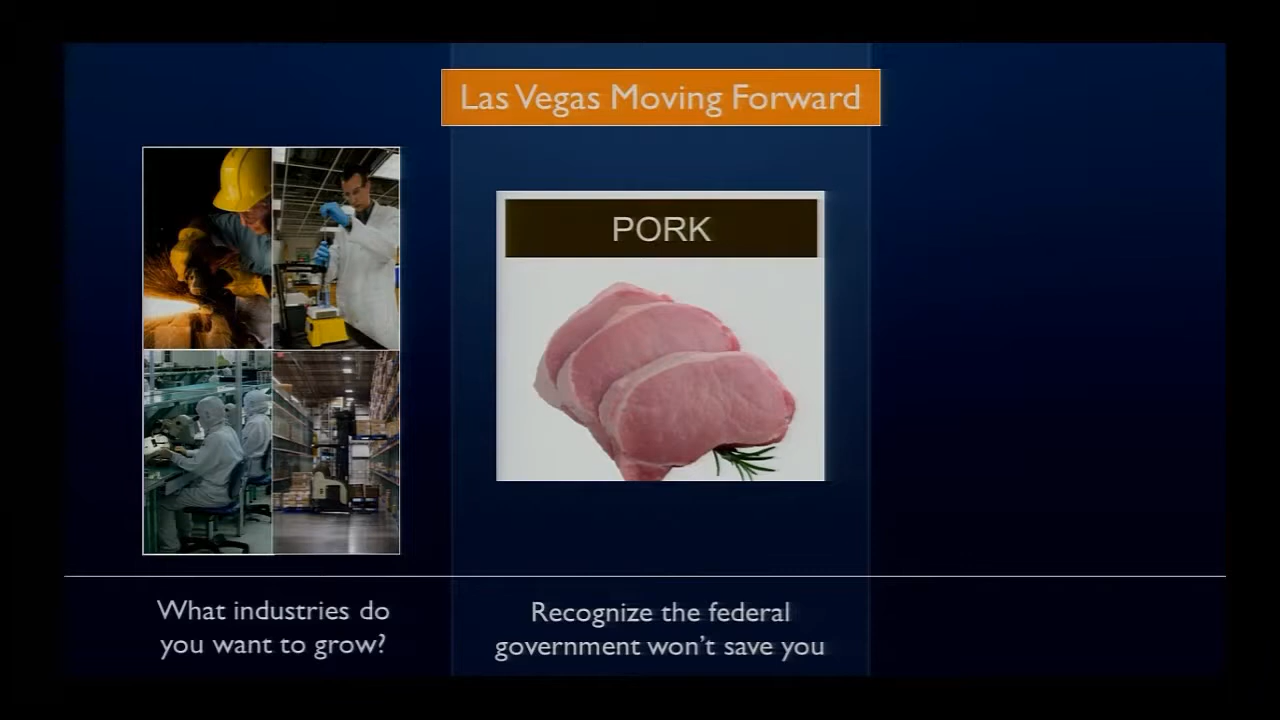 Las Vegas Moving Forward
PORK
What industries do
you want to grow?
Recognize the federal
government won't save you